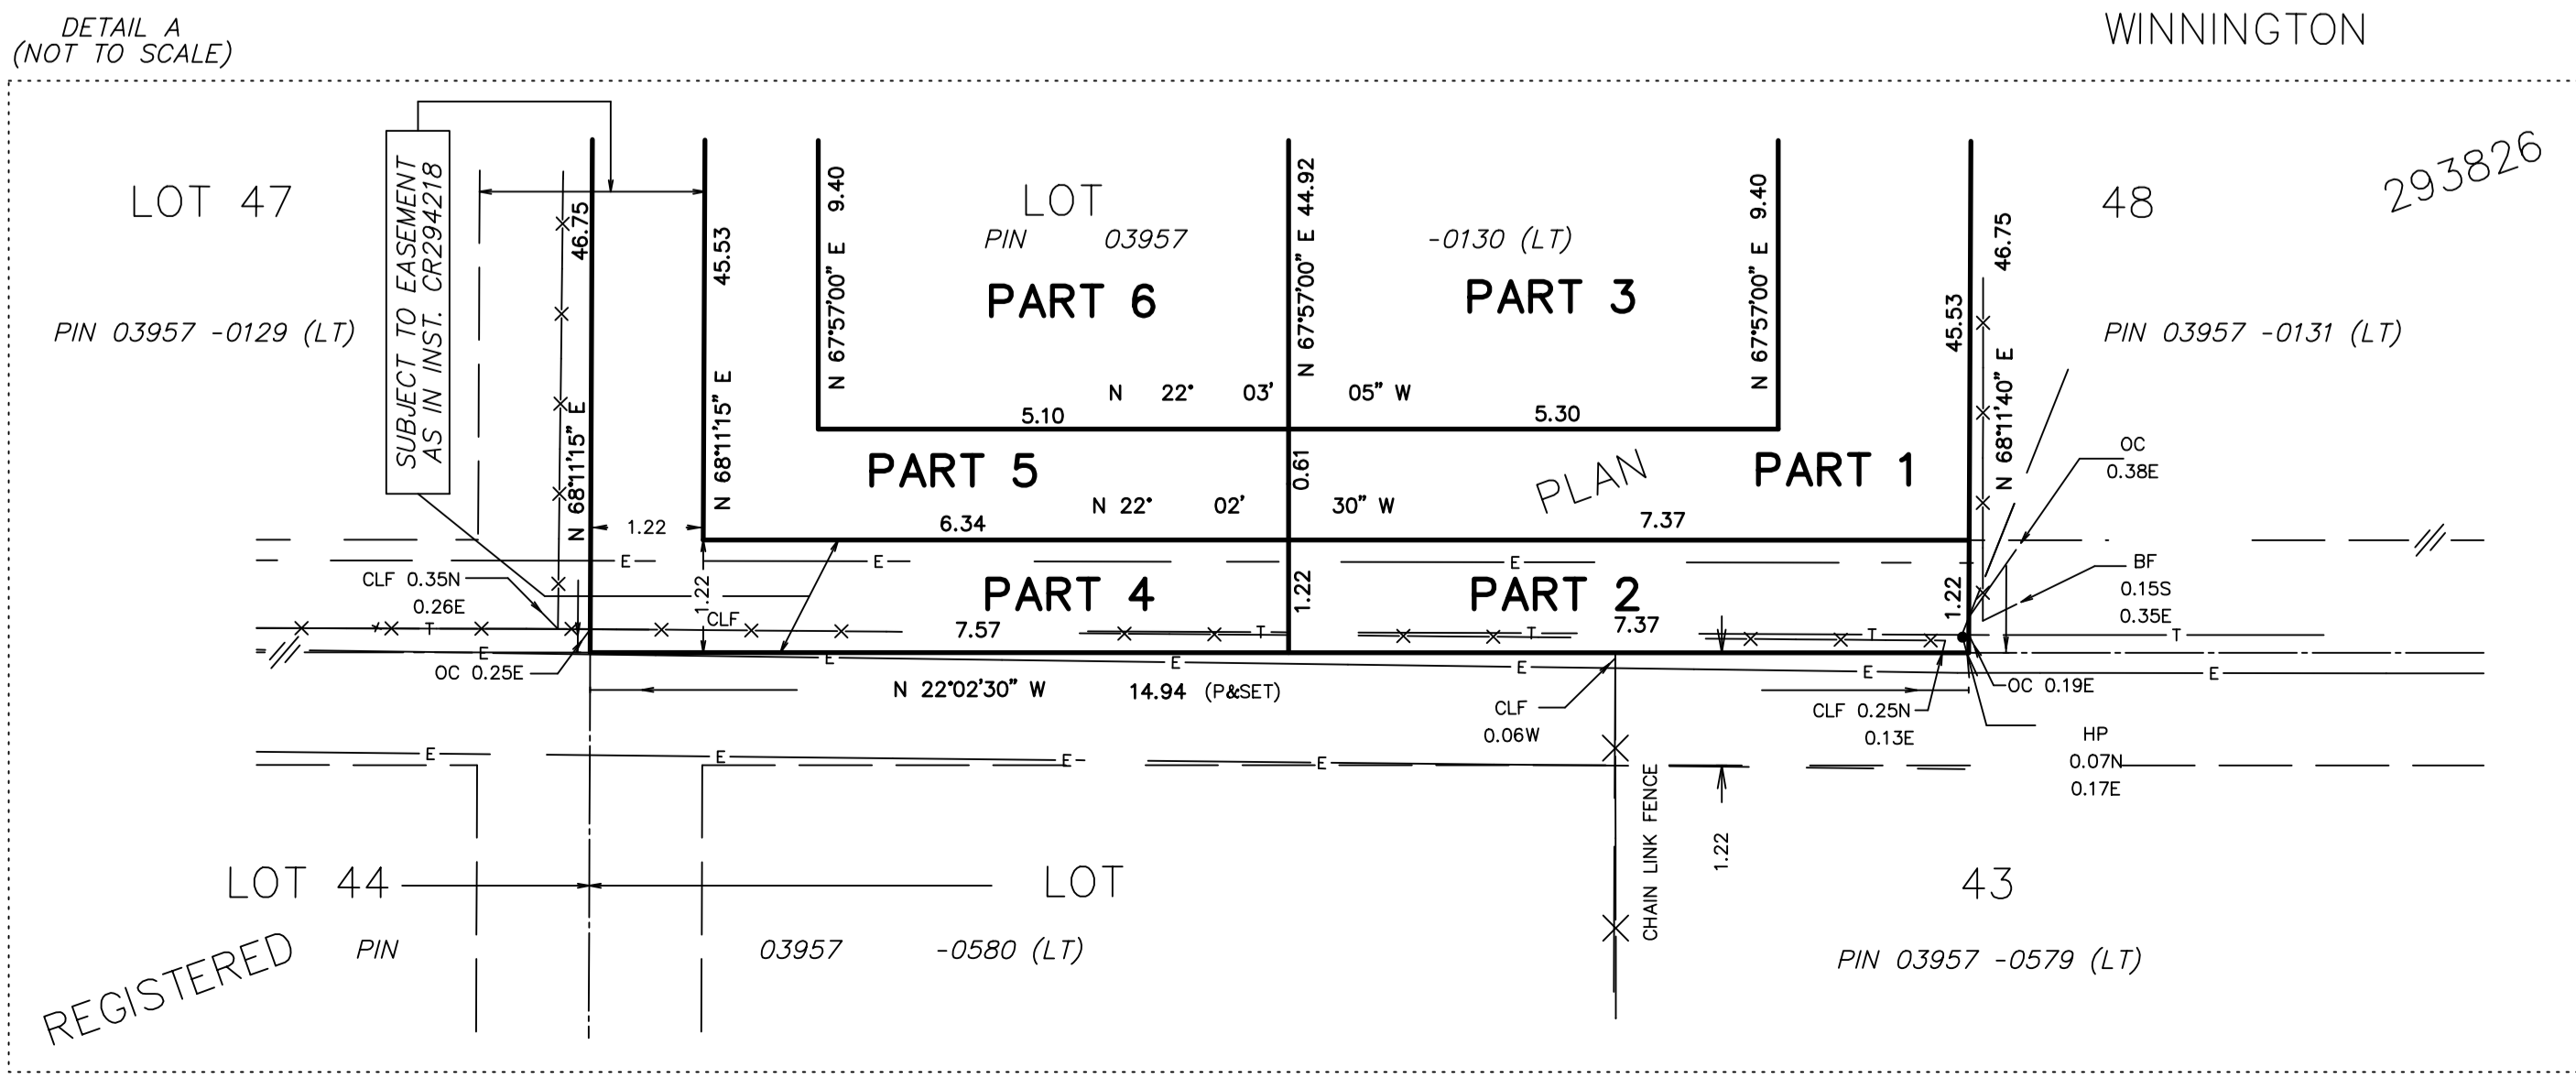 DETAIL A
(NOT TO SCALE)
WINNINGTON
LOT 47
PIN 03957 -0129 (LT)
SUBJECT TO EASEMENT
AS IN INST. CR294218
46.75
N 68°11'15" E
45.53
N 68°11'15" E
N 67°57'00" E 9.40
LOT
PIN 03957
PART 6
N 67°57'00" E 44.92
-0130 (LT)
PART 3
N 67°57'00" E 9.40
48
293826
PIN 03957 -0131 (LT)
46.75
N 68°11'40" E
45.53
N 22° 03' 05" W
5.10
5.30
PART 5
0.61
PLAN
PART 1
OC
0.38E
N 22° 02' 30" W
1.22
6.34
7.37
E
E
E
BF
0.15S
0.35E
CLF 0.35N
0.26E
1.22
CLF
PART 4
1.22
PART 2
1.22
7.57
7.37
T
T
T
T
T
E
E
E
E
E
E
OC 0.25E
N 22°02'30" W 14.94 (P&SET)
CLF
0.06W
CLF 0.25N
0.13E
OC 0.19E
HP
0.07N
0.17E
E
E
E
E
CHAIN LINK FENCE
1.22
LOT 44
LOT
43
REGISTERED
PIN 03957 -0580 (LT)
PIN 03957 -0579 (LT)